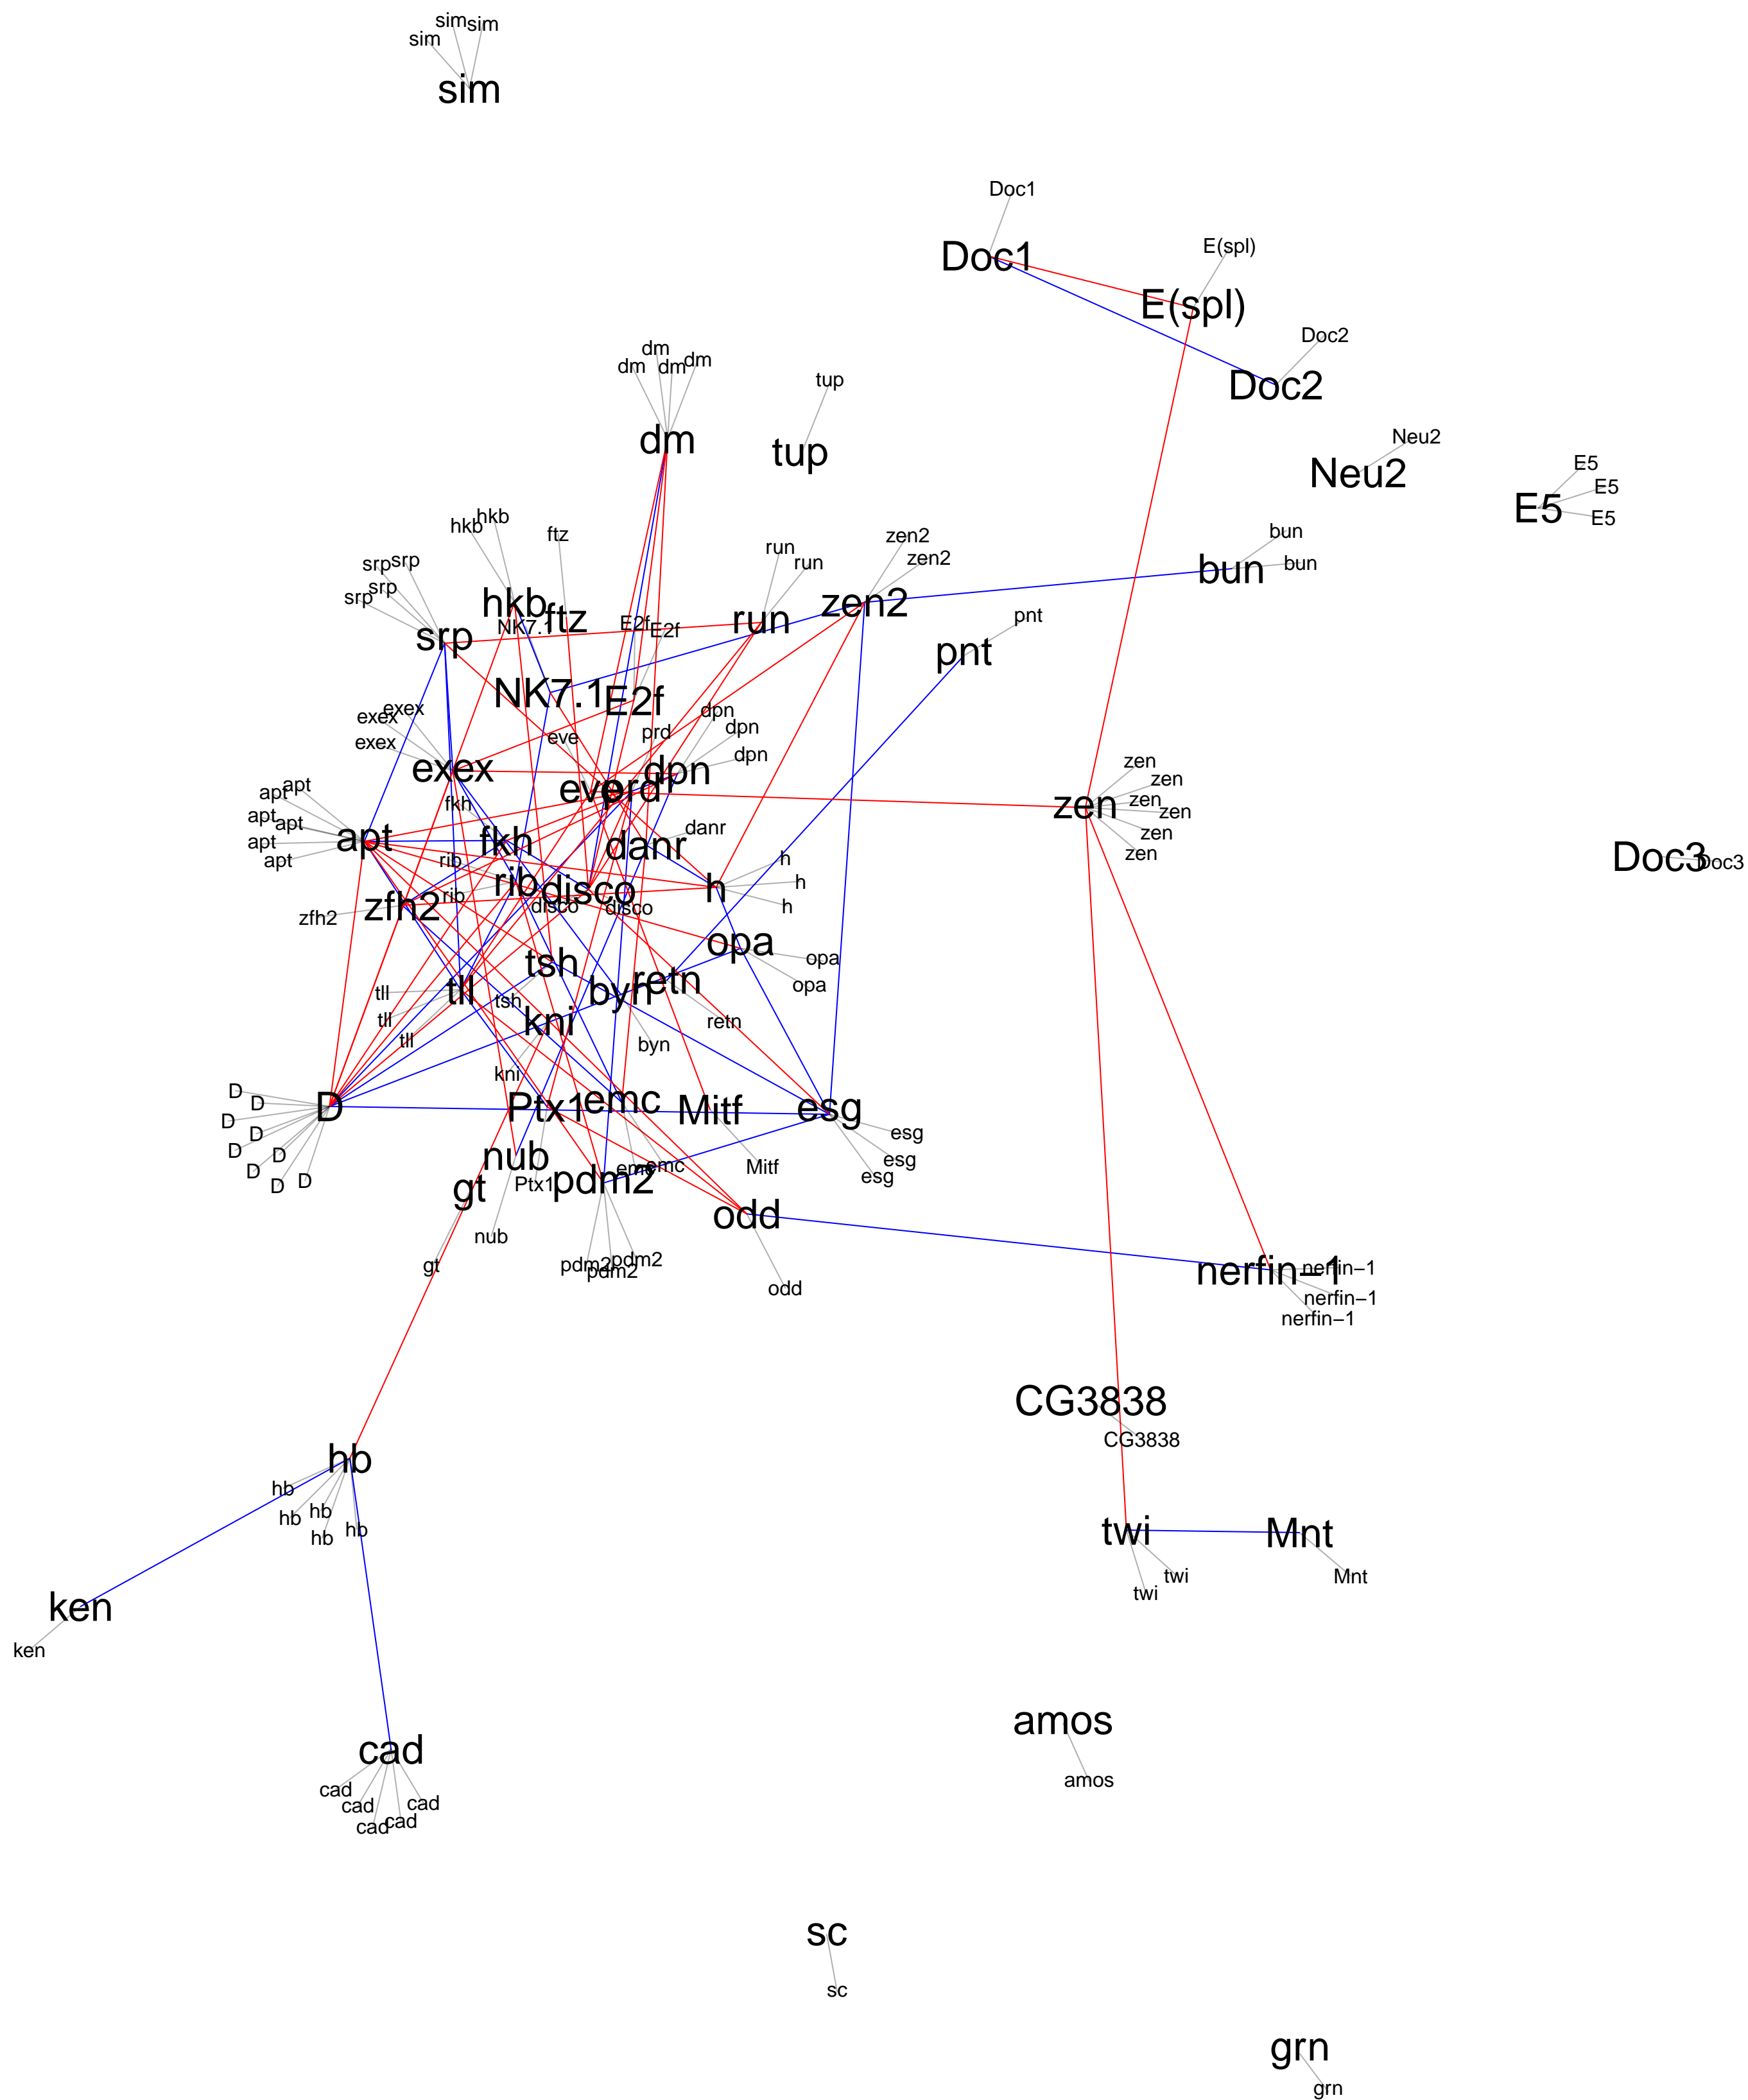 sim
sim
sim
sim
Doc1
Doc1
E(spl)
E(spl)
Doc2
Doc2
dm
dm
dm
dm
dm
tup
tup
Neu2
Neu2
E5
E5
E5
E5
bun
bun
bun
hkb
hkb
hkb
ftz
ftz
run
run
run
zen2
zen2
zen2
srp
srp
srp
srp
srp
NK7.1
NK7.1
E2f
E2f
E2f
pnt
pnt
exex
exex
exex
exex
eve
eve
prd
prd
dpn
dpn
dpn
dpn
zen
zen
zen
zen
zen
zen
zen
apt
apt
apt
apt
apt
apt
apt
fkh
fkh
danr
danr
Doc3
Doc3
rib
rib
rib
disco
disco
disco
h
h
h
h
zfh2
zfh2
opa
opa
opa
tsh
tsh
retn
retn
byn
byn
tll
tll
tll
tll
kni
kni
D
D
D
D
D
D
D
D
D
D
Ptx1
Ptx1
emc
emc
emc
Mitf
Mitf
esg
esg
esg
esg
nub
nub
gt
gt
pdm2
pdm2
pdm2
pdm2
odd
odd
nerfin−1
nerfin−1
nerfin−1
nerfin−1
CG3838
CG3838
hb
hb
hb
hb
hb
hb
twi
twi
twi
Mnt
Mnt
ken
ken
amos
amos
cad
cad
cad
cad
cad
cad
sc
sc
grn
grn